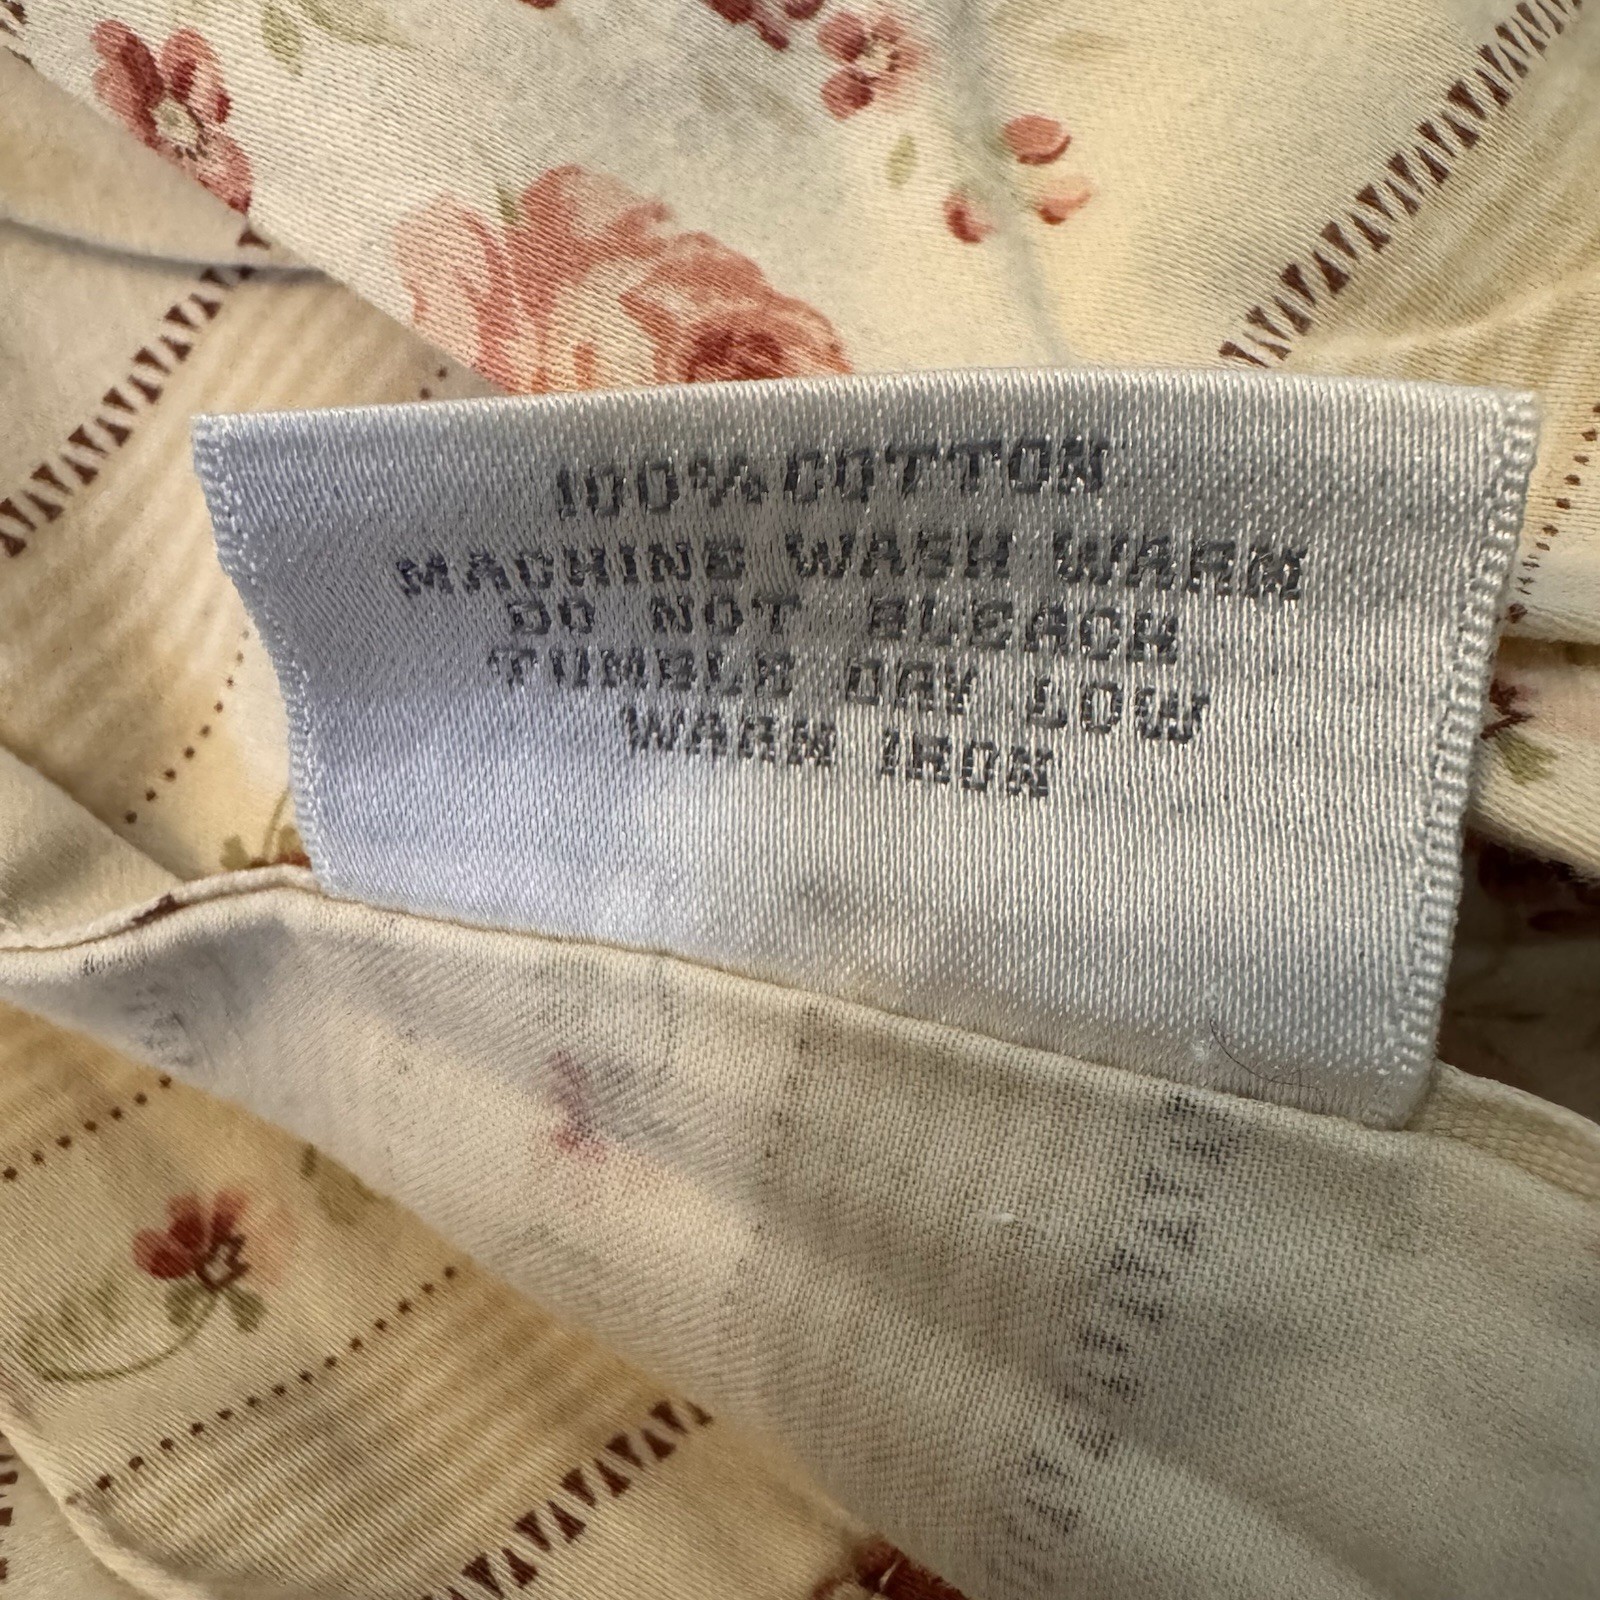 100% COTTON
MACHINE WASH WARM
DO NOT BLEACH
TUMBLE DRY LOW
WARM IRON